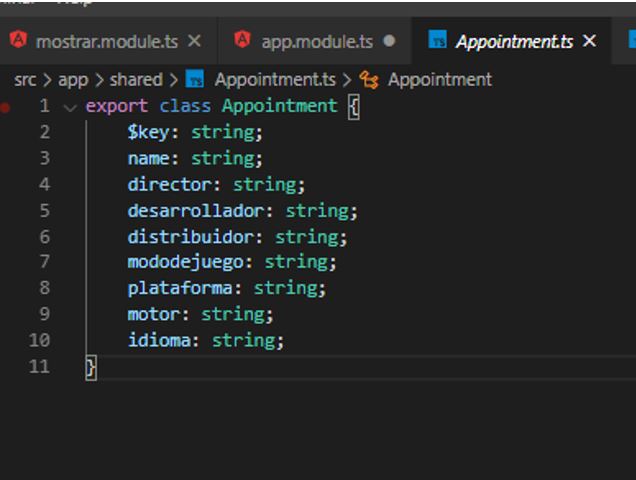 mostrar.module.ts app.module.ts Appointment.ts
src > app > shared > TS Appointment.ts > Appointment
1 export class Appointment {
2 $key: string;
3 name: string;
4 director: string;
5 desarrollador: string;
6 distribuidor: string;
7 mododejuego: string;
8 plataforma: string;
9 motor: string;
10 idioma: string;
11 }